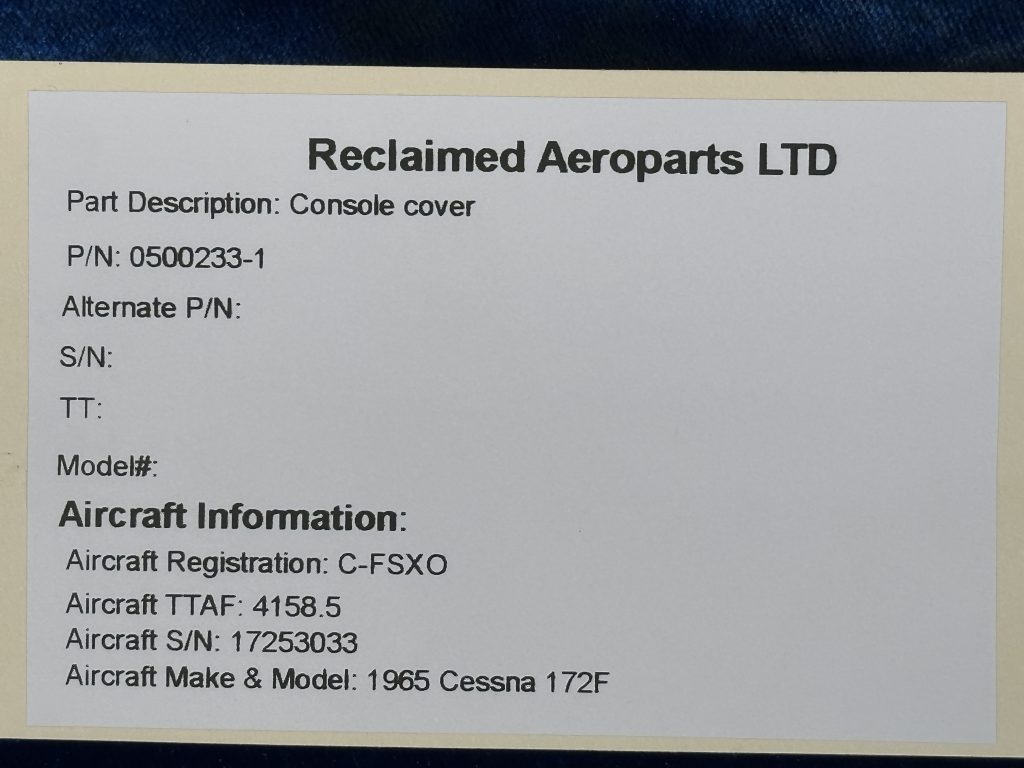 Reclaimed Aeroparts LTD
Part Description: Console cover
P/N: 0500233-1
Alternate P/N:
S/N:
TT:
Model#:
Aircraft Information:
Aircraft Registration: C-FSXO
Aircraft TTAF: 4158.5
Aircraft S/N: 17253033
Aircraft Make & Model: 1965 Cessna 172F